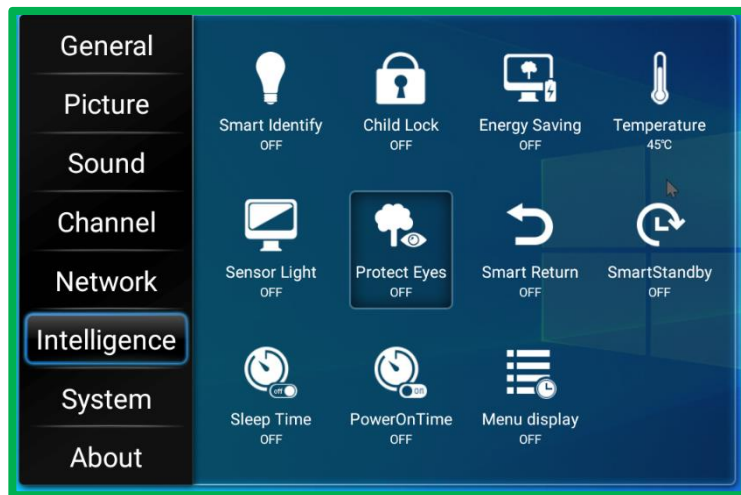 General
Picture
Sound
Channel
Network
Intelligence
System
About
Smart Identify
OFF
Child Lock
OFF
Energy Saving
OFF
Temperature
45℃
Sensor Light
OFF
Protect Eyes
OFF
Smart Return
OFF
SmartStandby
OFF
off
Sleep Time
OFF
on
PowerOnTime
OFF
Menu display
OFF